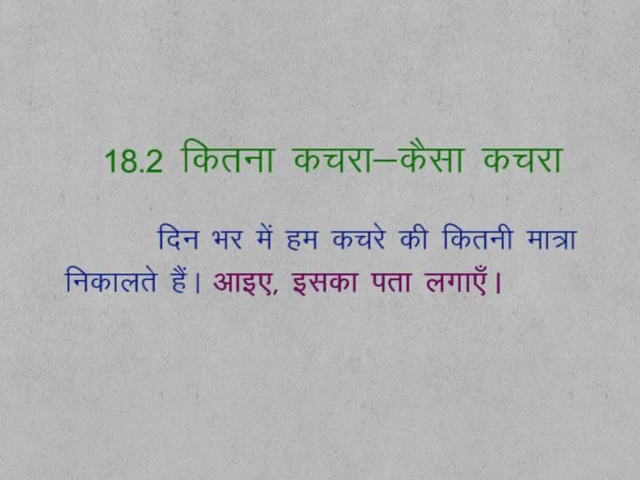 18.2 कितना कचरा–कैसा कचरा
दिन भर में हम कचरे की कितनी मात्रा
निकालते हैं। आइए, इसका पता लगाएँ।